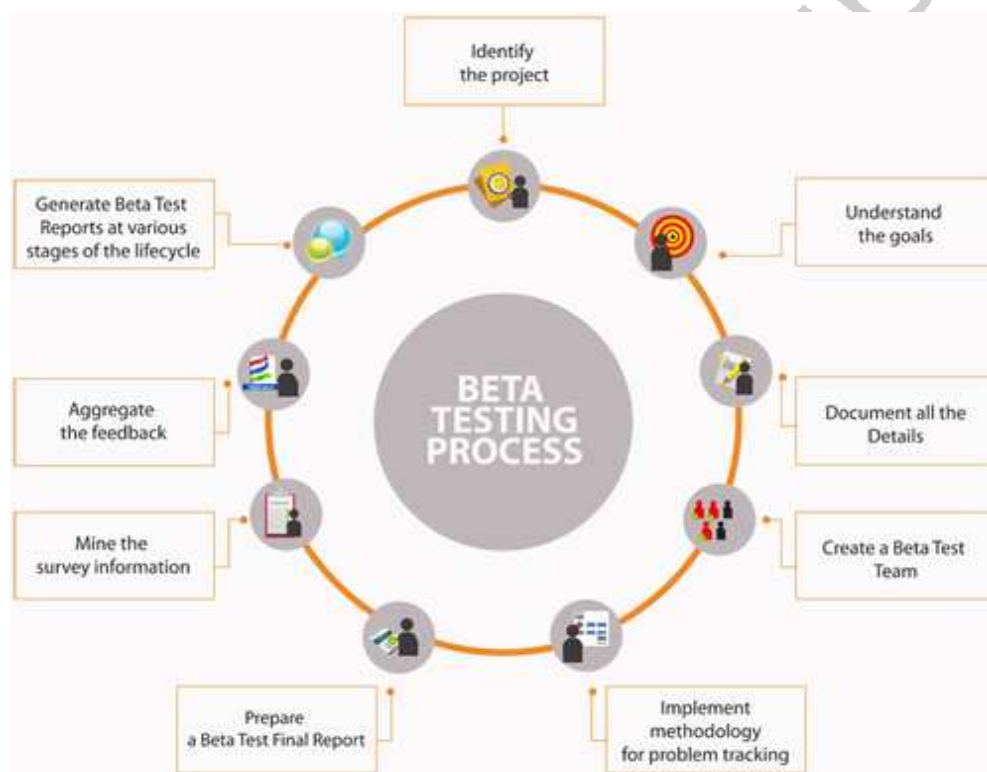 Identify
the project
Understand
the goals
Document all the
Details
Create a Beta Test
Team
Implement
methodology
for problem tracking
Prepare
a Beta Test Final Report
Mine the
survey information
Aggregate
the feedback
Generate Beta Test
Reports at various
stages of the lifecycle
BETA
TESTING
PROCESS